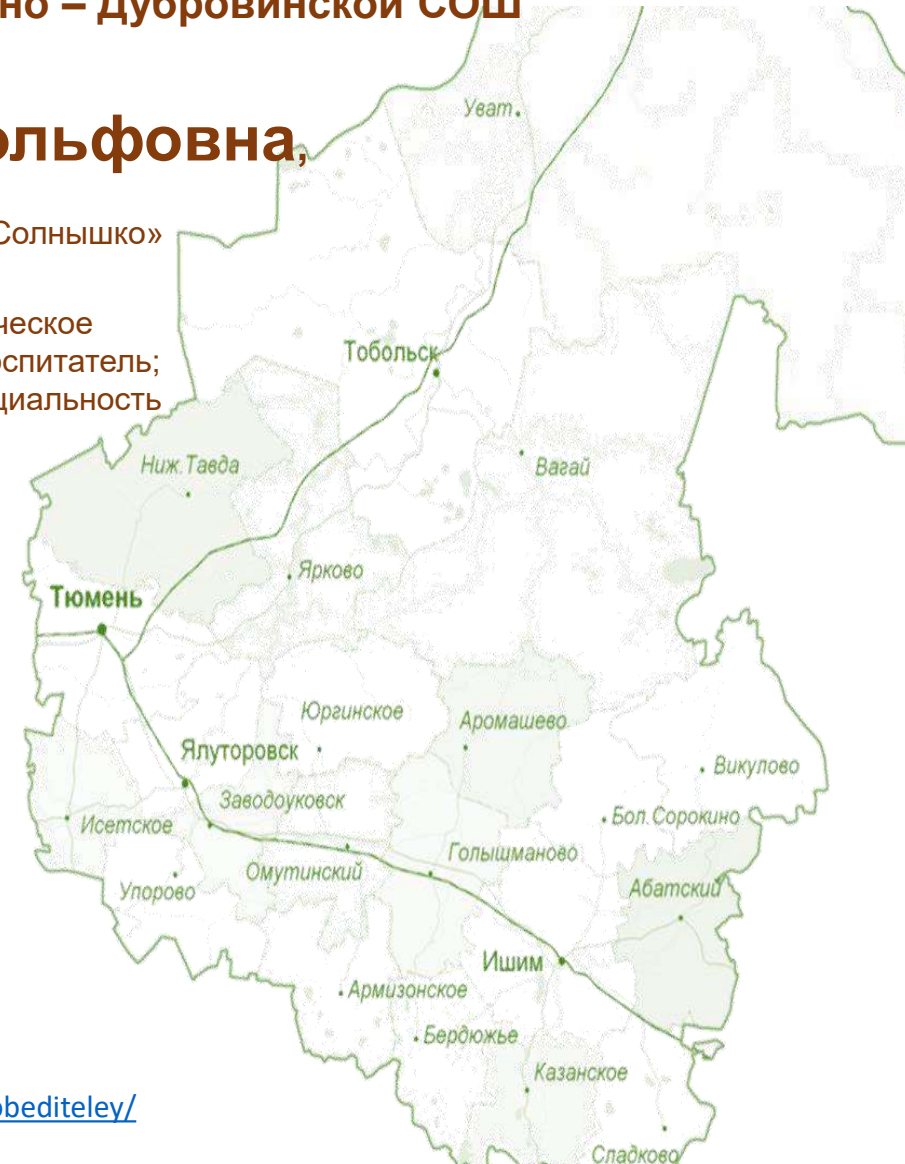 но – Дубровинской СОШ
Уват
ольфовна,
Солнышко»
ческое
Тобольск
оспитатель;
циальность
Ниж.Тавда
Вагай
Ярково
Тюмень
Юргинское
Аромашево
Ялуторовск
Викулово
Заводоуковск
Бол.Сорокино
Исетское
Голышманово
Омутинский
Абатский
Упорово
Ишим
Армизонское
Бердюжье
Казанское
obediteley/
Сладково